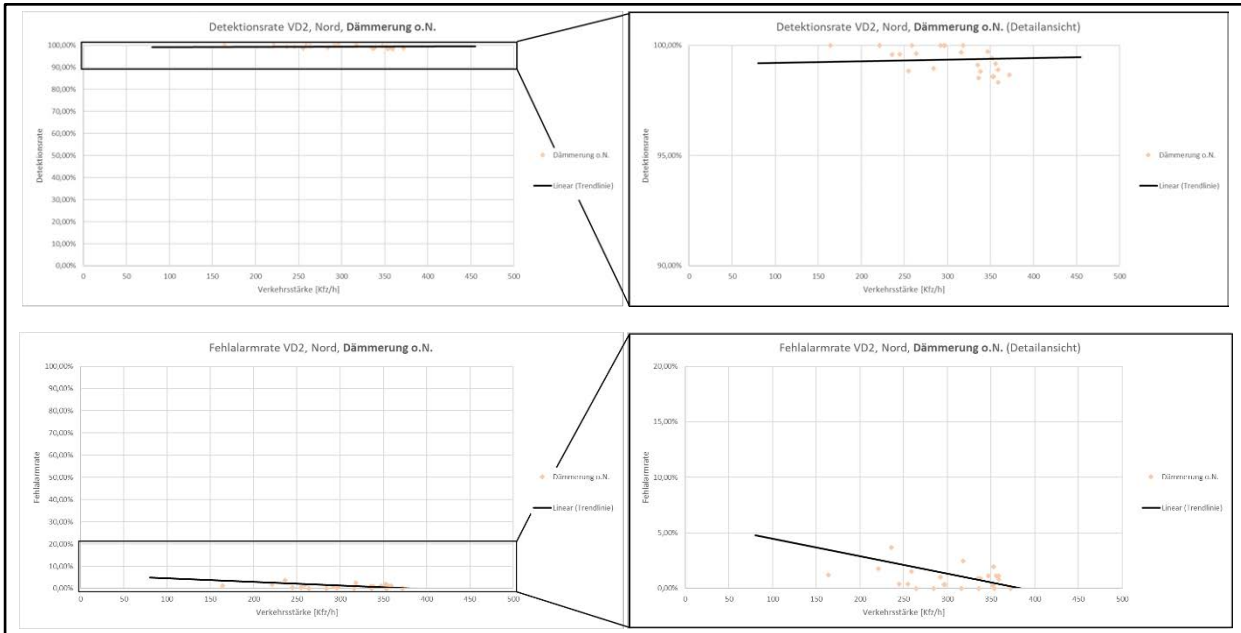 Detektionsrate VD2, Nord, Dämmerung o.N.
100,00%
90,00%
80,00%
70,00%
60,00%
50,00%
40,00%
30,00%
20,00%
10,00%
0,00%
Detektionsrate
0 50 100 150 200 250 300 350 400 450 500
Verkehrsstärke [Kfz/h]
Dämmerung o.N.
Linear (Trendlinie)
Detektionsrate VD2, Nord, Dämmerung o.N. (Detailansicht)
100,00%
95,00%
90,00%
Detektionsrate
0 50 100 150 200 250 300 350 400 450 500
Verkehrsstärke [Kfz/h]
Dämmerung o.N.
Linear (Trendlinie)
Fehlalarmrate VD2, Nord, Dämmerung o.N.
100,00%
90,00%
80,00%
70,00%
60,00%
50,00%
40,00%
30,00%
20,00%
10,00%
0,00%
Fehlalarmrate
0 50 100 150 200 250 300 350 400 450 500
Verkehrsstärke [Kfz/h]
Dämmerung o.N.
Linear (Trendlinie)
Fehlalarmrate VD2, Nord, Dämmerung o.N. (Detailansicht)
20,00%
15,00%
10,00%
5,00%
0,00%
Fehlalarmrate
0 50 100 150 200 250 300 350 400 450 500
Verkehrsstärke [Kfz/h]
Dämmerung o.N.
Linear (Trendlinie)